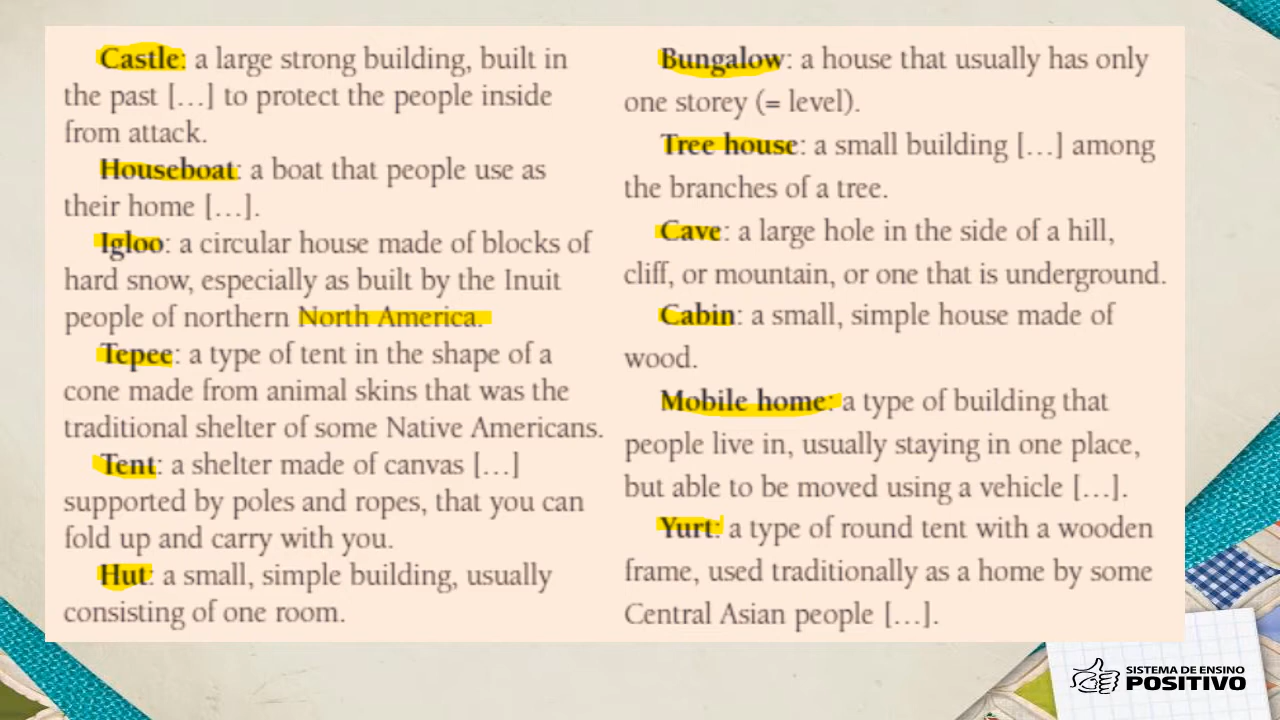 Castle: a large strong building, built in
the past [...] to protect the people inside
from attack.
Houseboat: a boat that people use as
their home [...].
Igloo: a circular house made of blocks of
hard snow, especially as built by the Inuit
people of northern North America.
Tepee: a type of tent in the shape of a
cone made from animal skins that was the
traditional shelter of some Native Americans.
Tent: a shelter made of canvas [...]
supported by poles and ropes, that you can
fold up and carry with you.
Hut: a small, simple building, usually
consisting of one room.
Bungalow: a house that usually has only
one storey (= level).
Tree house: a small building [...] among
the branches of a tree.
Cave: a large hole in the side of a hill,
cliff, or mountain, or one that is underground.
Cabin: a small, simple house made of
wood.
Mobile home: a type of building that
people live in, usually staying in one place,
but able to be moved using a vehicle [...].
Yurt: a type of round tent with a wooden
frame, used traditionally as a home by some
Central Asian people [...].
SISTEMA DE ENSINO
POSITIVO